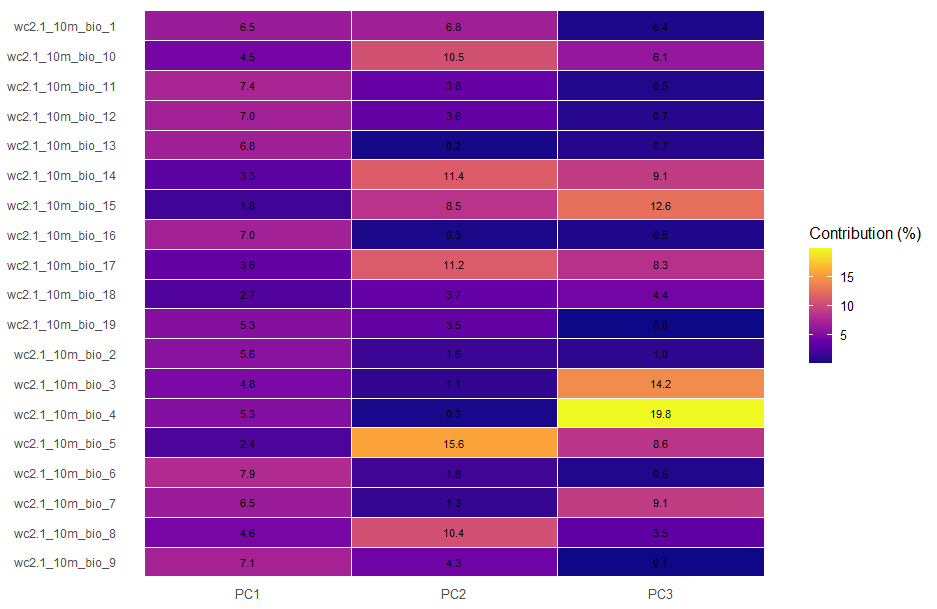 wc2.1_10m_bio_1 6.5 6.8 0.4
wc2.1_10m_bio_10 4.5 10.5 6.1
wc2.1_10m_bio_11 7.4 3.8 0.5
wc2.1_10m_bio_12 7.0 3.6 0.7
wc2.1_10m_bio_13 6.8 0.2 0.7
wc2.1_10m_bio_14 3.3 11.4 9.1
wc2.1_10m_bio_15 1.8 8.5 12.6
wc2.1_10m_bio_16 7.0 0.3 0.5
wc2.1_10m_bio_17 3.6 11.2 8.3
wc2.1_10m_bio_18 2.7 3.7 4.4
wc2.1_10m_bio_19 5.3 3.5 0.0
wc2.1_10m_bio_2 5.6 1.6 1.0
wc2.1_10m_bio_3 4.8 1.1 14.2
wc2.1_10m_bio_4 5.3 0.3 19.8
wc2.1_10m_bio_5 2.4 15.6 8.6
wc2.1_10m_bio_6 7.9 1.8 0.5
wc2.1_10m_bio_7 6.5 1.3 9.1
wc2.1_10m_bio_8 4.6 10.4 3.5
wc2.1_10m_bio_9 7.1 4.3 0.1
PC1 PC2 PC3
Contribution (%)
15
10
5